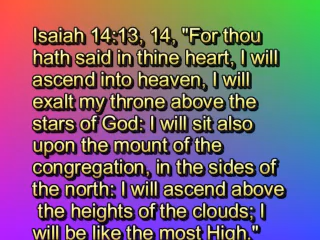 Isaiah 14:13, 14, "For thou
hath said in thine heart, I will
ascend into heaven, I will
exalt my throne above the
stars of God: I will sit also
upon the mount of the
congregation, in the sides of
the north: I will ascend above
the heights of the clouds; I
will be like the most High."